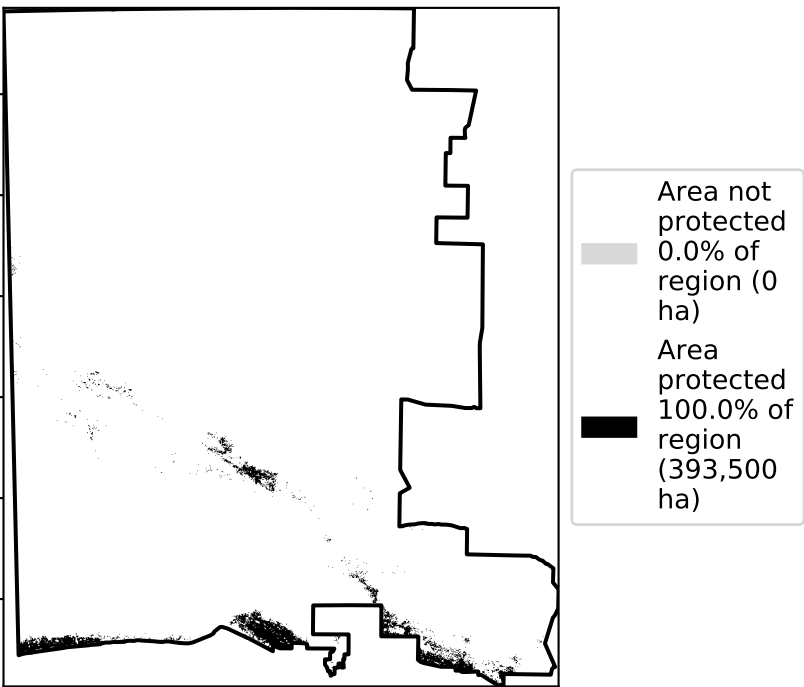 Area not
protected
0.0% of
region (0
ha)
Area
protected
100.0% of
region
(393,500
ha)